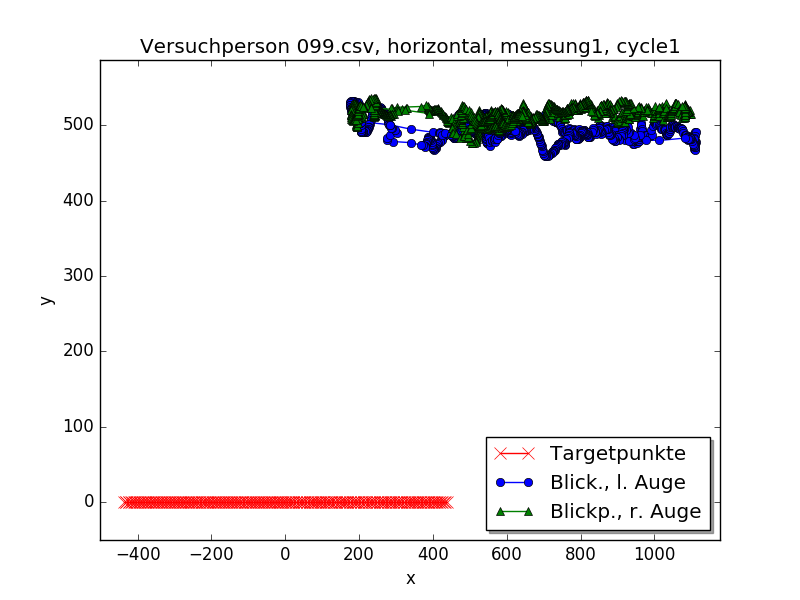 Versuchperson 099.csv, horizontal, messung1, cycle1
y
500
400
300
200
100
0
Targetpunkte
Blick., l. Auge
Blickp., r. Auge
−400 −200 0 200 400 600 800 1000
x